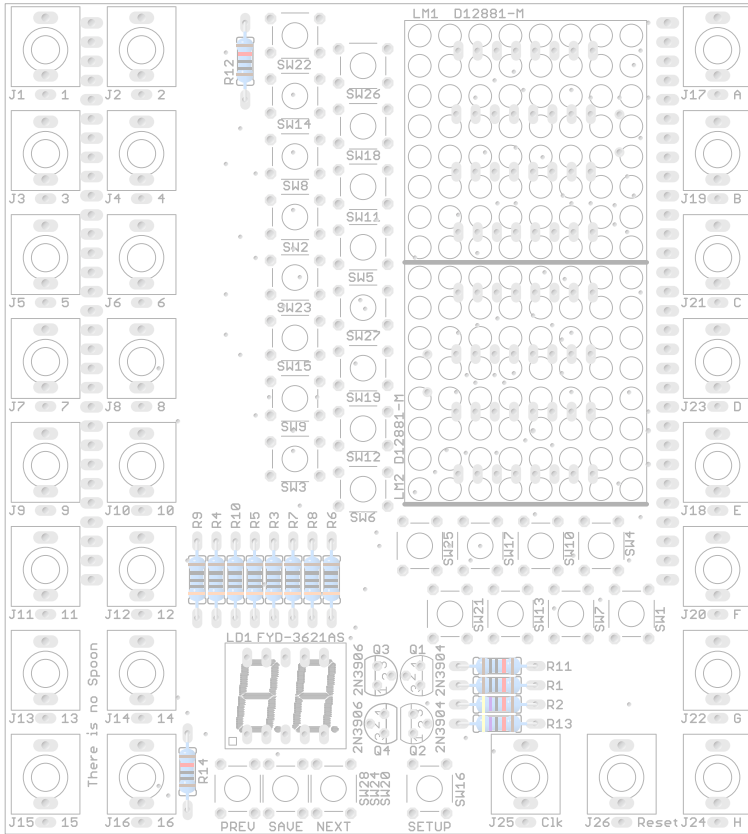 LM1 D12881-M
R12
SW22
SW26
J1 1
J2 2
J17 A
SW14
SW18
SW8
J3 3
J4 4
J19 B
SW11
SW2
SW5
J5 5
J6 6
J21 C
SW23
SW27
SW15
SW19
J7 7
J8 8
J23 D
SW9
SW12
LM2 D12881-M
SW3
SW6
J9 9
J10 10
J18 E
R9
R4
R10
R5
R3
R7
R8
R6
SW25
SW17
SW10
SW4
J11 11
J12 12
J20 F
SW21
SW13
SW7
SW1
LD1 FYD-3621AS
2N3906
Q3
Q1
2N3904
R11
R1
R2
R13
There is no Spoon
J13 13
J14 14
J22 G
2N3906
Q4
Q2
2N3904
R14
SW28
SW24
SW20
SW16
J15 15
J16 16
PREV
SAVE
NEXT
SETUP
J25 Clk
J26 Reset
J24 H